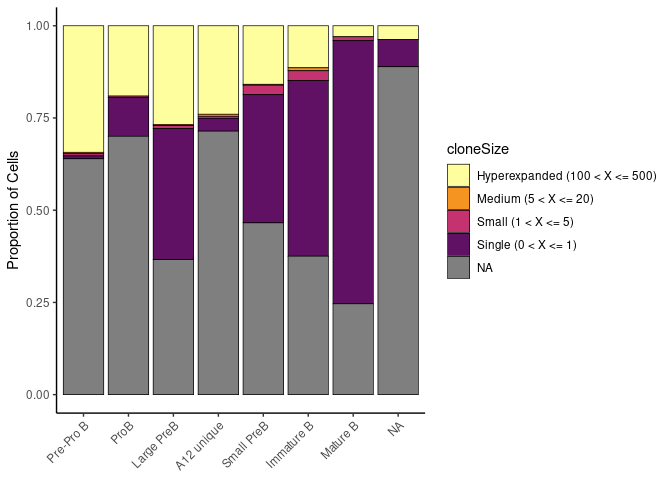 1.00
0.75
0.50
0.25
0.00
Proportion of Cells
Pre-Pro B
ProB
Large PreB
A12 unique
Small PreB
Immature B
Mature B
NA
cloneSize
Hyperexpanded (100 < X <= 500)
Medium (5 < X <= 20)
Small (1 < X <= 5)
Single (0 < X <= 1)
NA